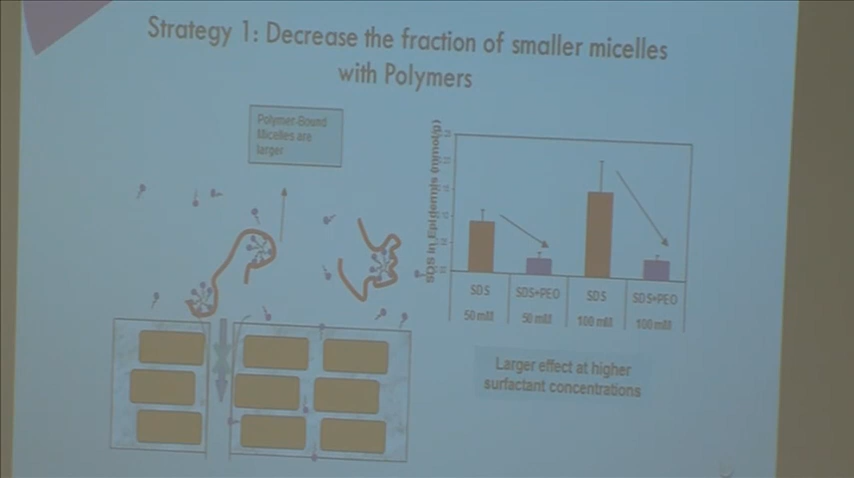 Strategy 1: Decrease the fraction of smaller micelles
with Polymers
Polymer-Bound
Micelles are
larger
SDS in Epidermis (mmol/g)
SDS SDS+PEO SDS SDS+PEO
50 mM 50 mM 100 mM 100 mM
Larger effect at higher
surfactant concentrations